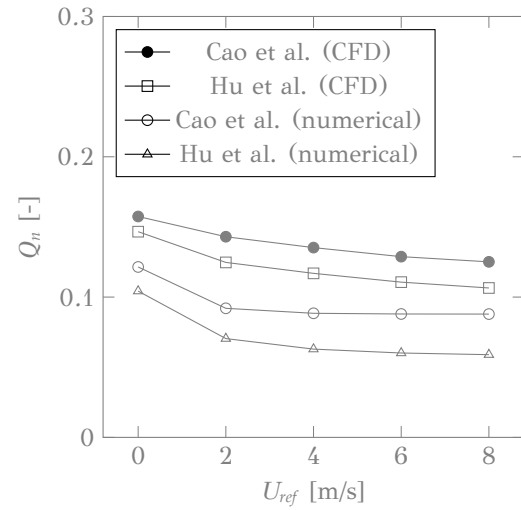 0.3
Cao et al. (CFD)
Hu et al. (CFD)
Cao et al. (numerical)
Hu et al. (numerical)
0.2
Qn [-]
0.1
0
0 2 4 6 8
Uref [m/s]